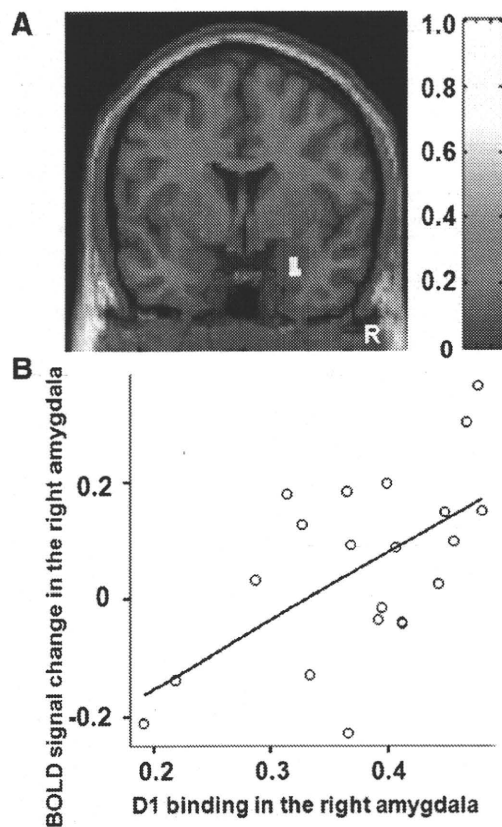 A
1.0
0.8
0.6
0.4
0.2
0
R
B
BOLD signal change in the right amygdala
0.2
0
-0.2
0.2 0.3 0.4
D1 binding in the right amygdala